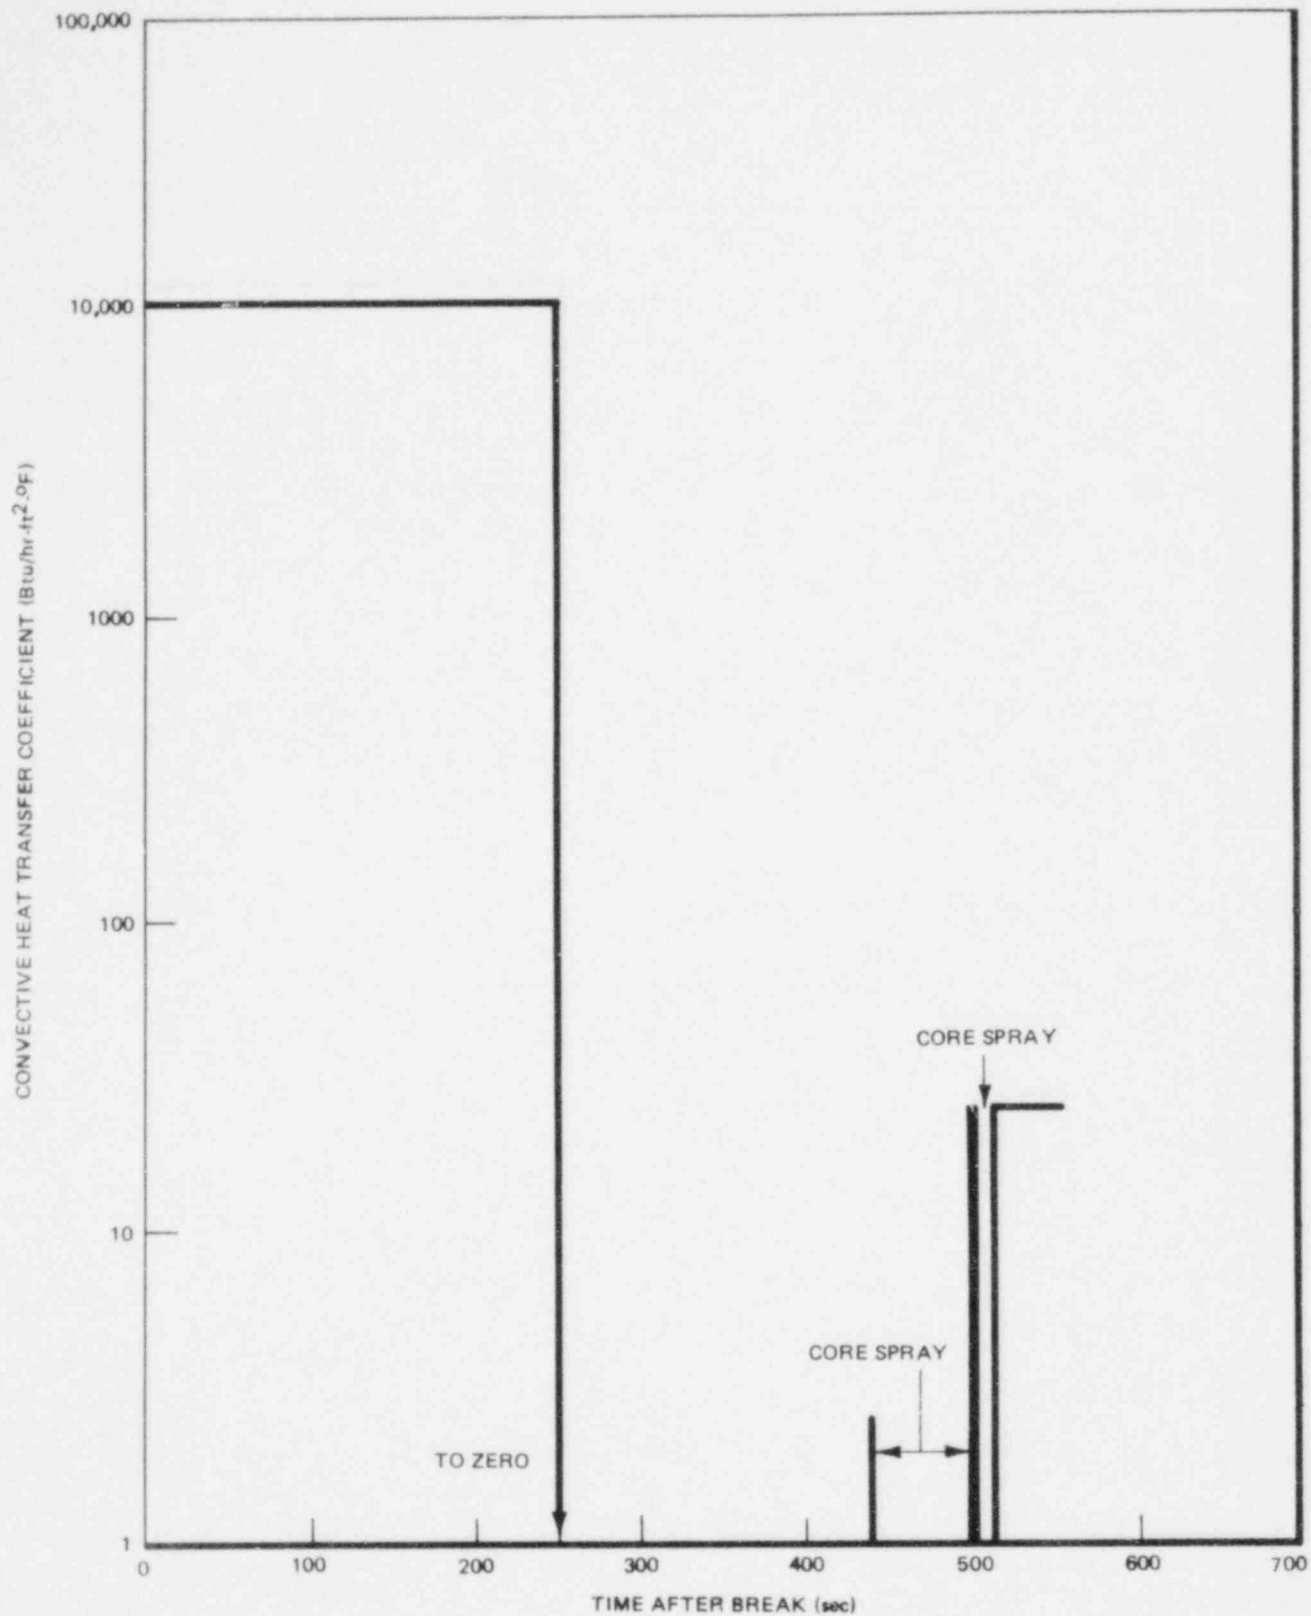 100,000
10,000
1000
100
10
1
CONVECTIVE HEAT TRANSFER COEFFICIENT (Btu/hr-ft²-ºF)
CORE SPRAY
CORE SPRAY
TO ZERO
0 100 200 300 400 500 600 700
TIME AFTER BREAK (sec)